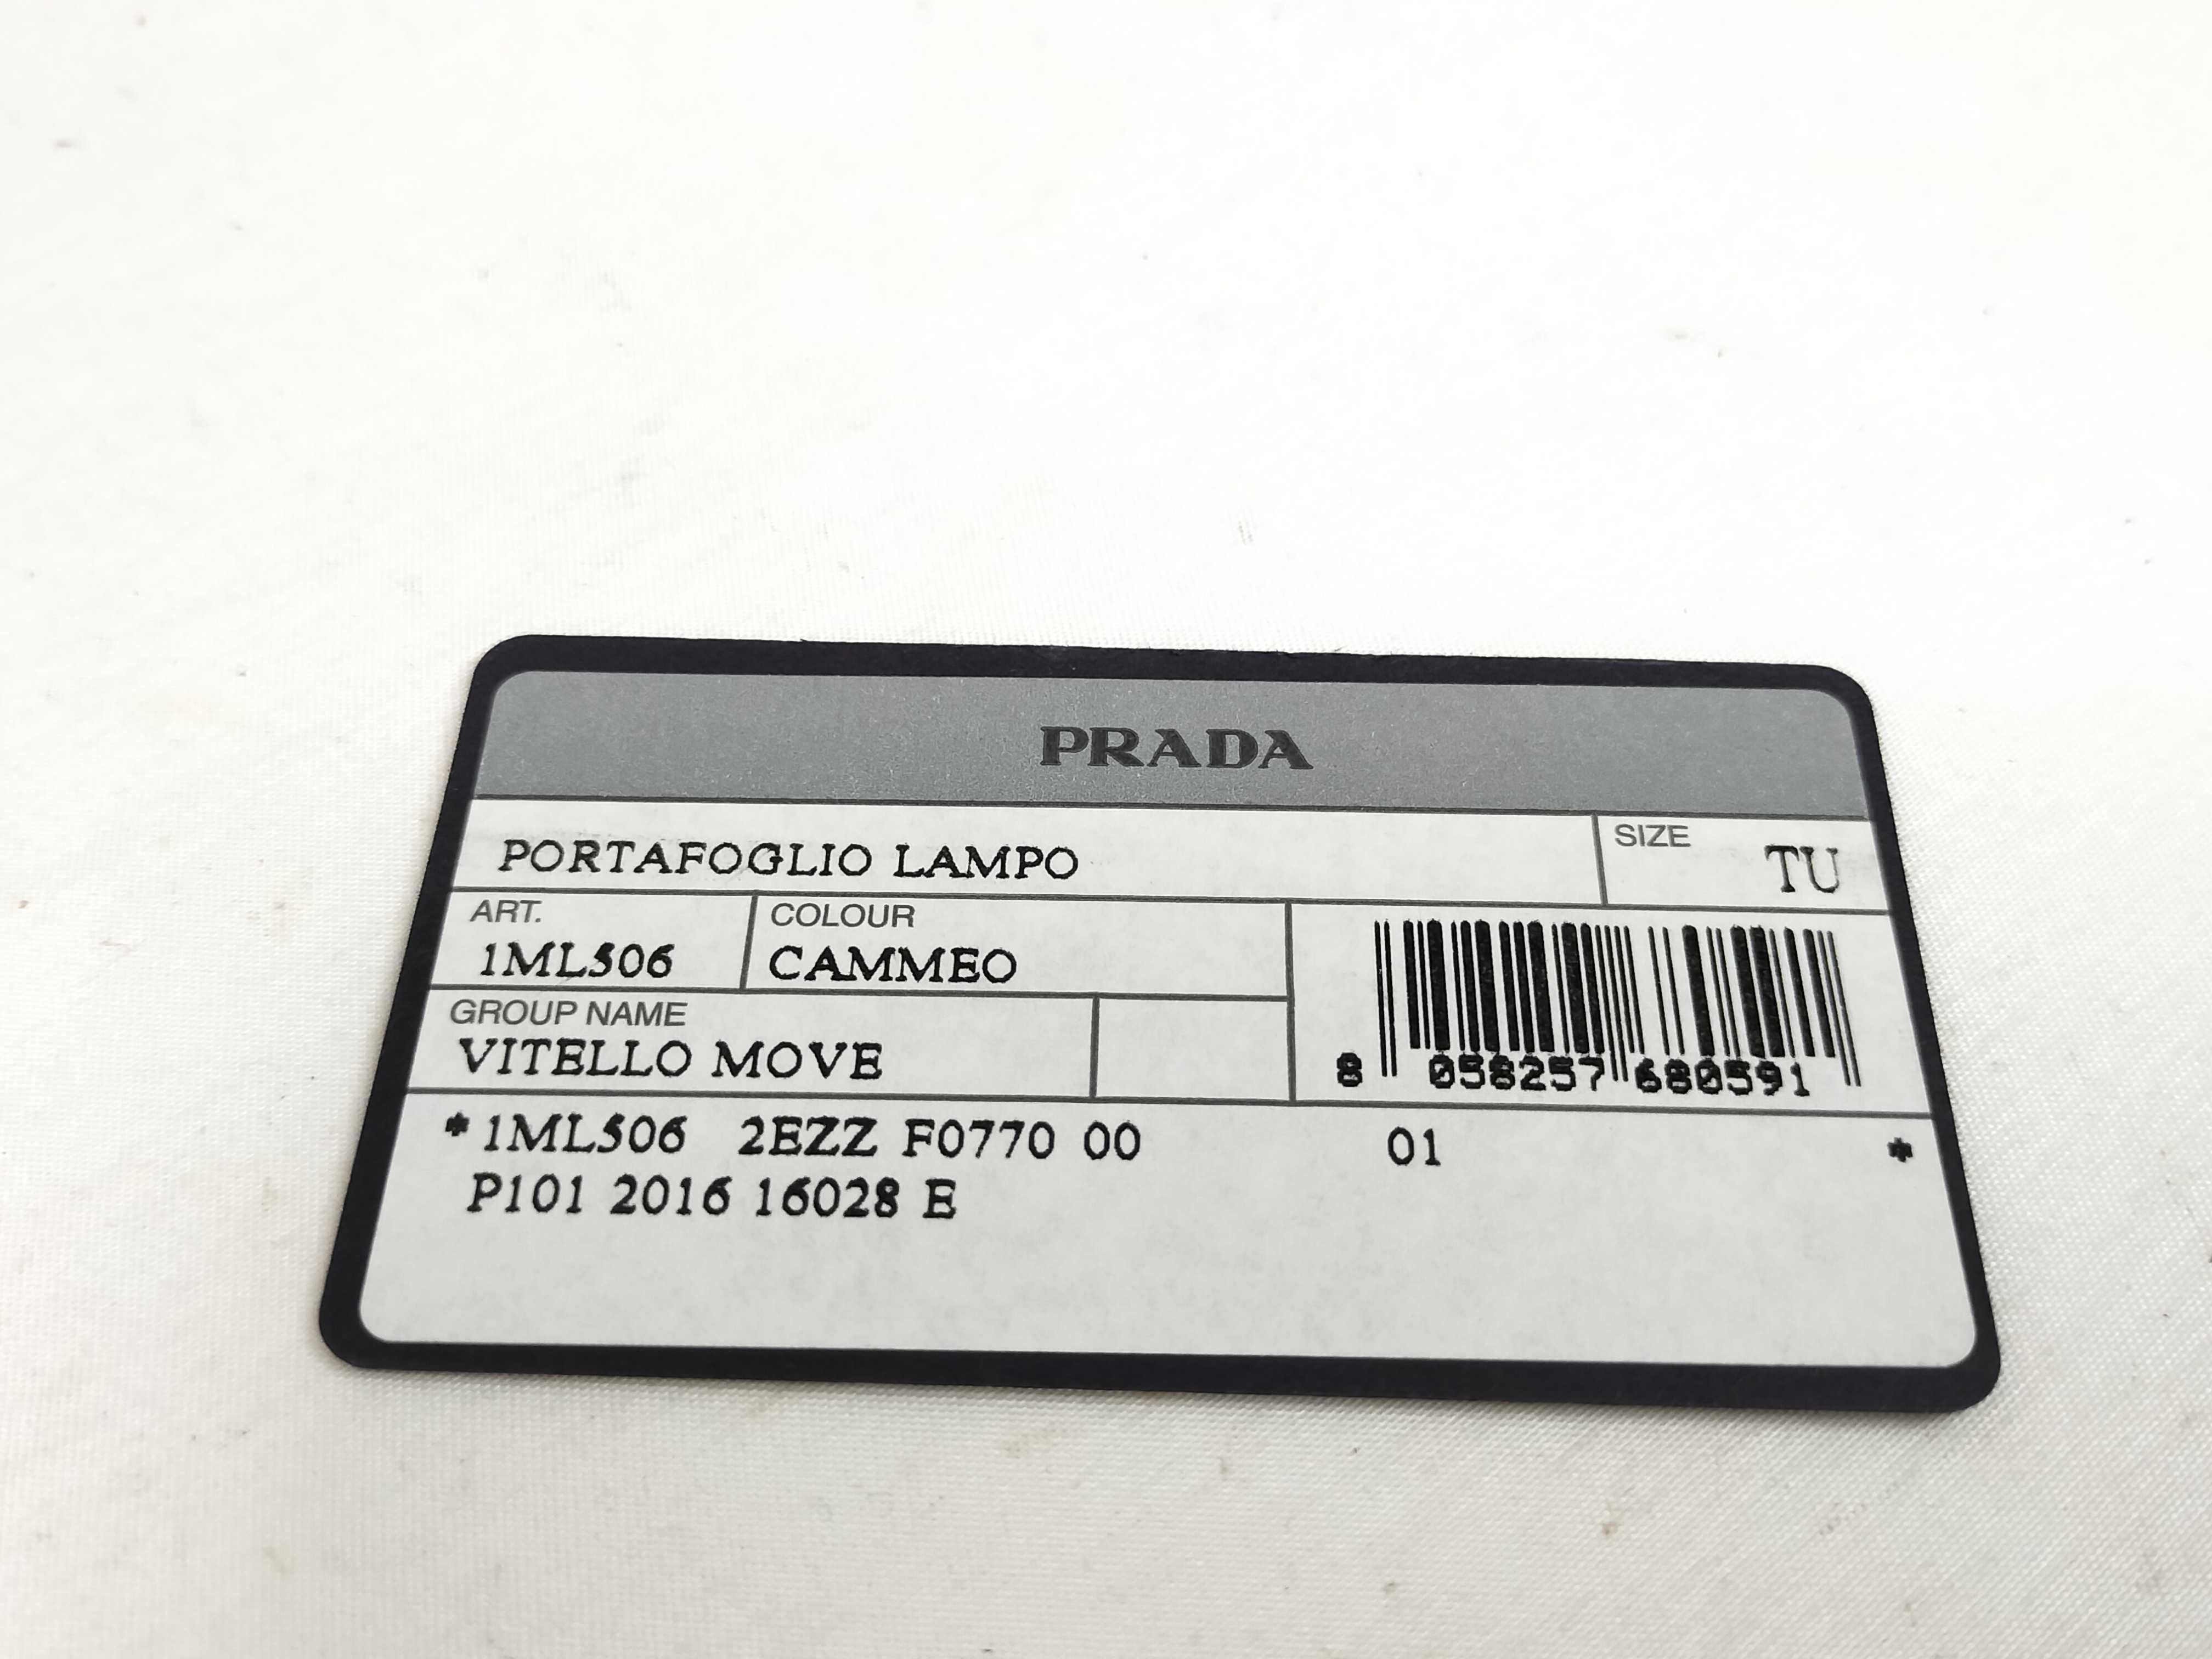 PRADA
PORTAFOGLIO LAMPO
SIZE TU
ART. 1ML506
COLOUR CAMMEO
GROUP NAME
VITELLO MOVE
8 058257 680591
*1ML506 2EZZ F0770 00 01 *
P101 2016 16028 E